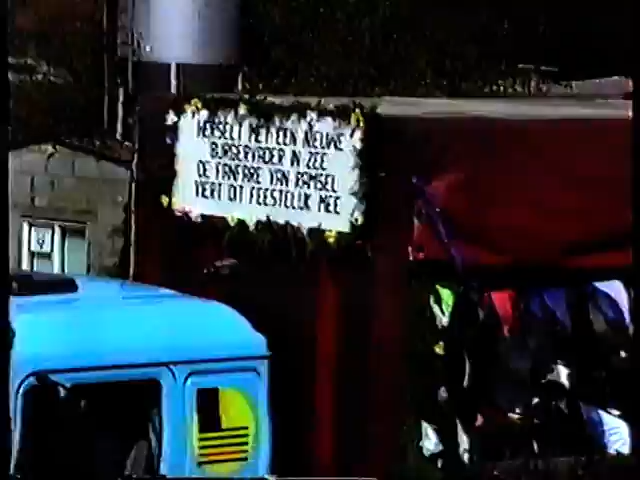 HERSELT MET EEN NIEUWE
BURGERVADER IN ZEE
DE FANFARE VAN RAMSEL
VIERT DIT FEESTELIJK MEE